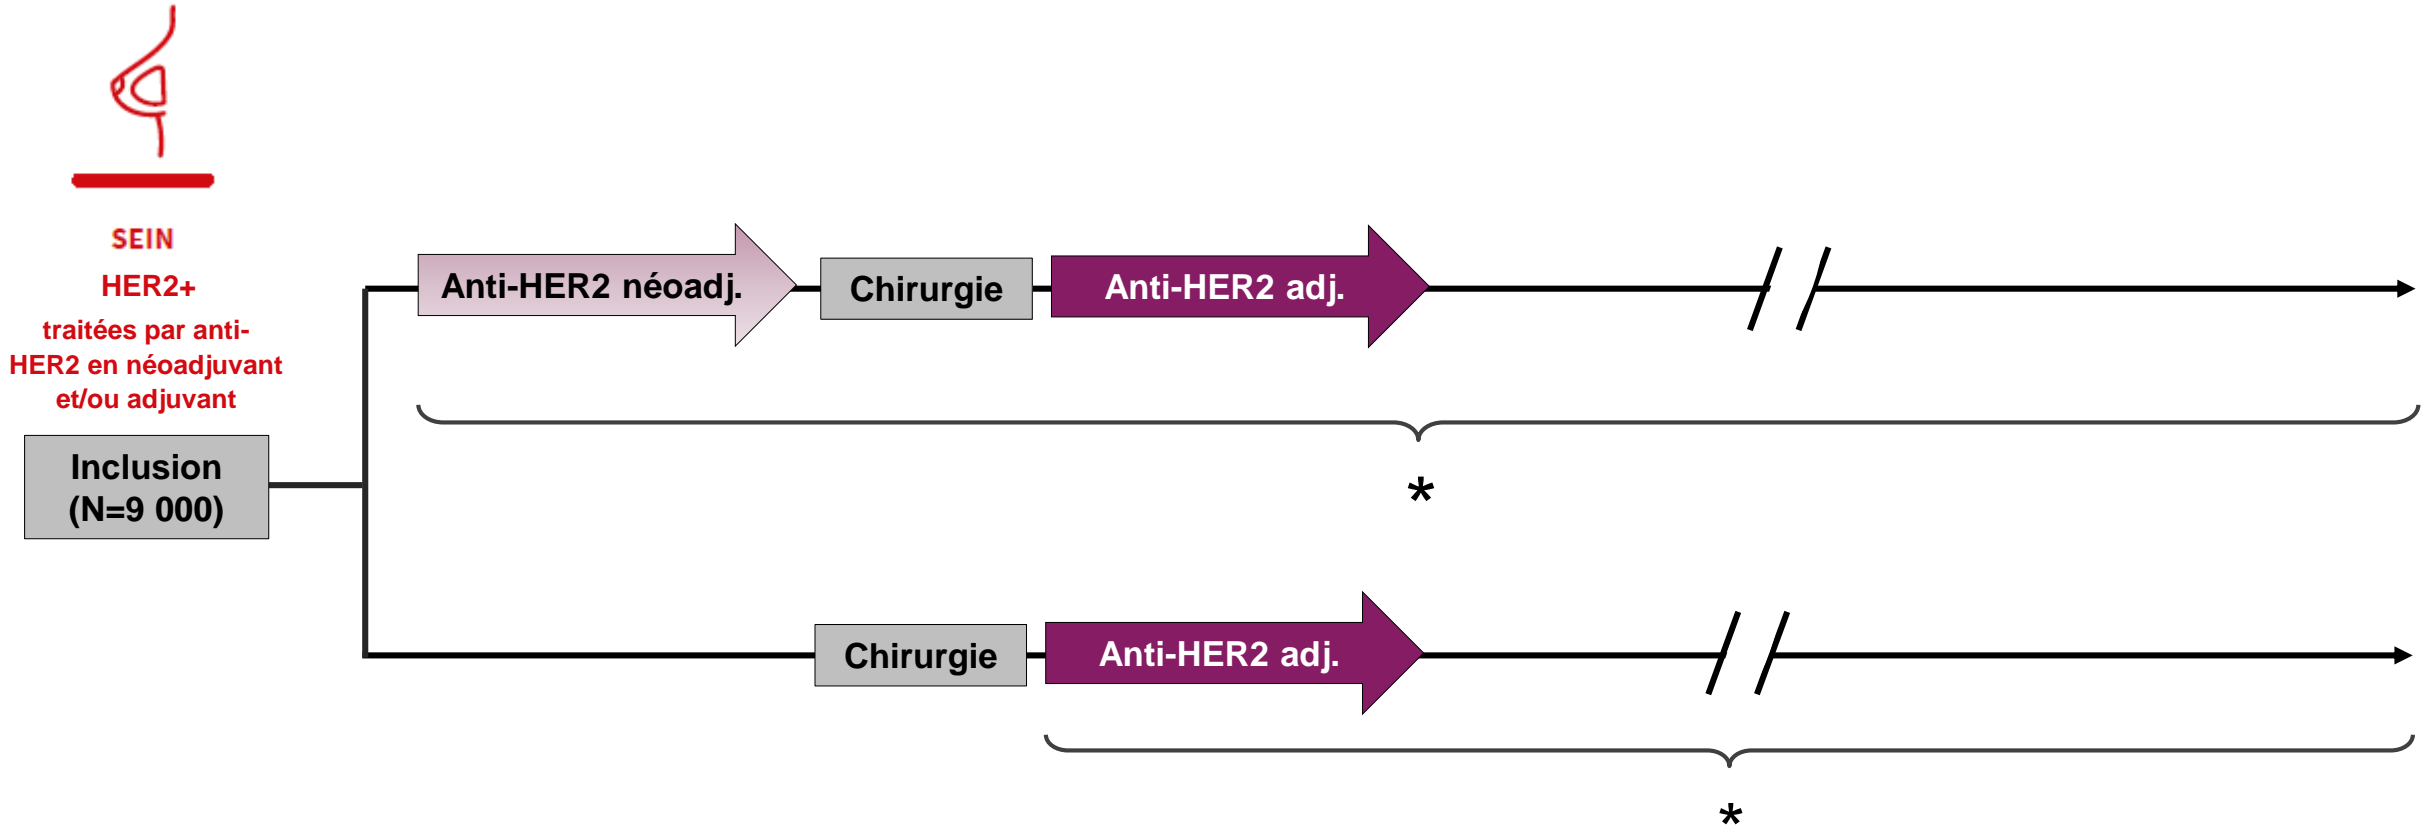 SEIN
HER2+
traitées par anti-
HER2 en néoadjuvant
et/ou adjuvant
Inclusion
(N=9 000)
Anti-HER2 néoadj.
Chirurgie
Anti-HER2 adj.
*
Chirurgie
Anti-HER2 adj.
*